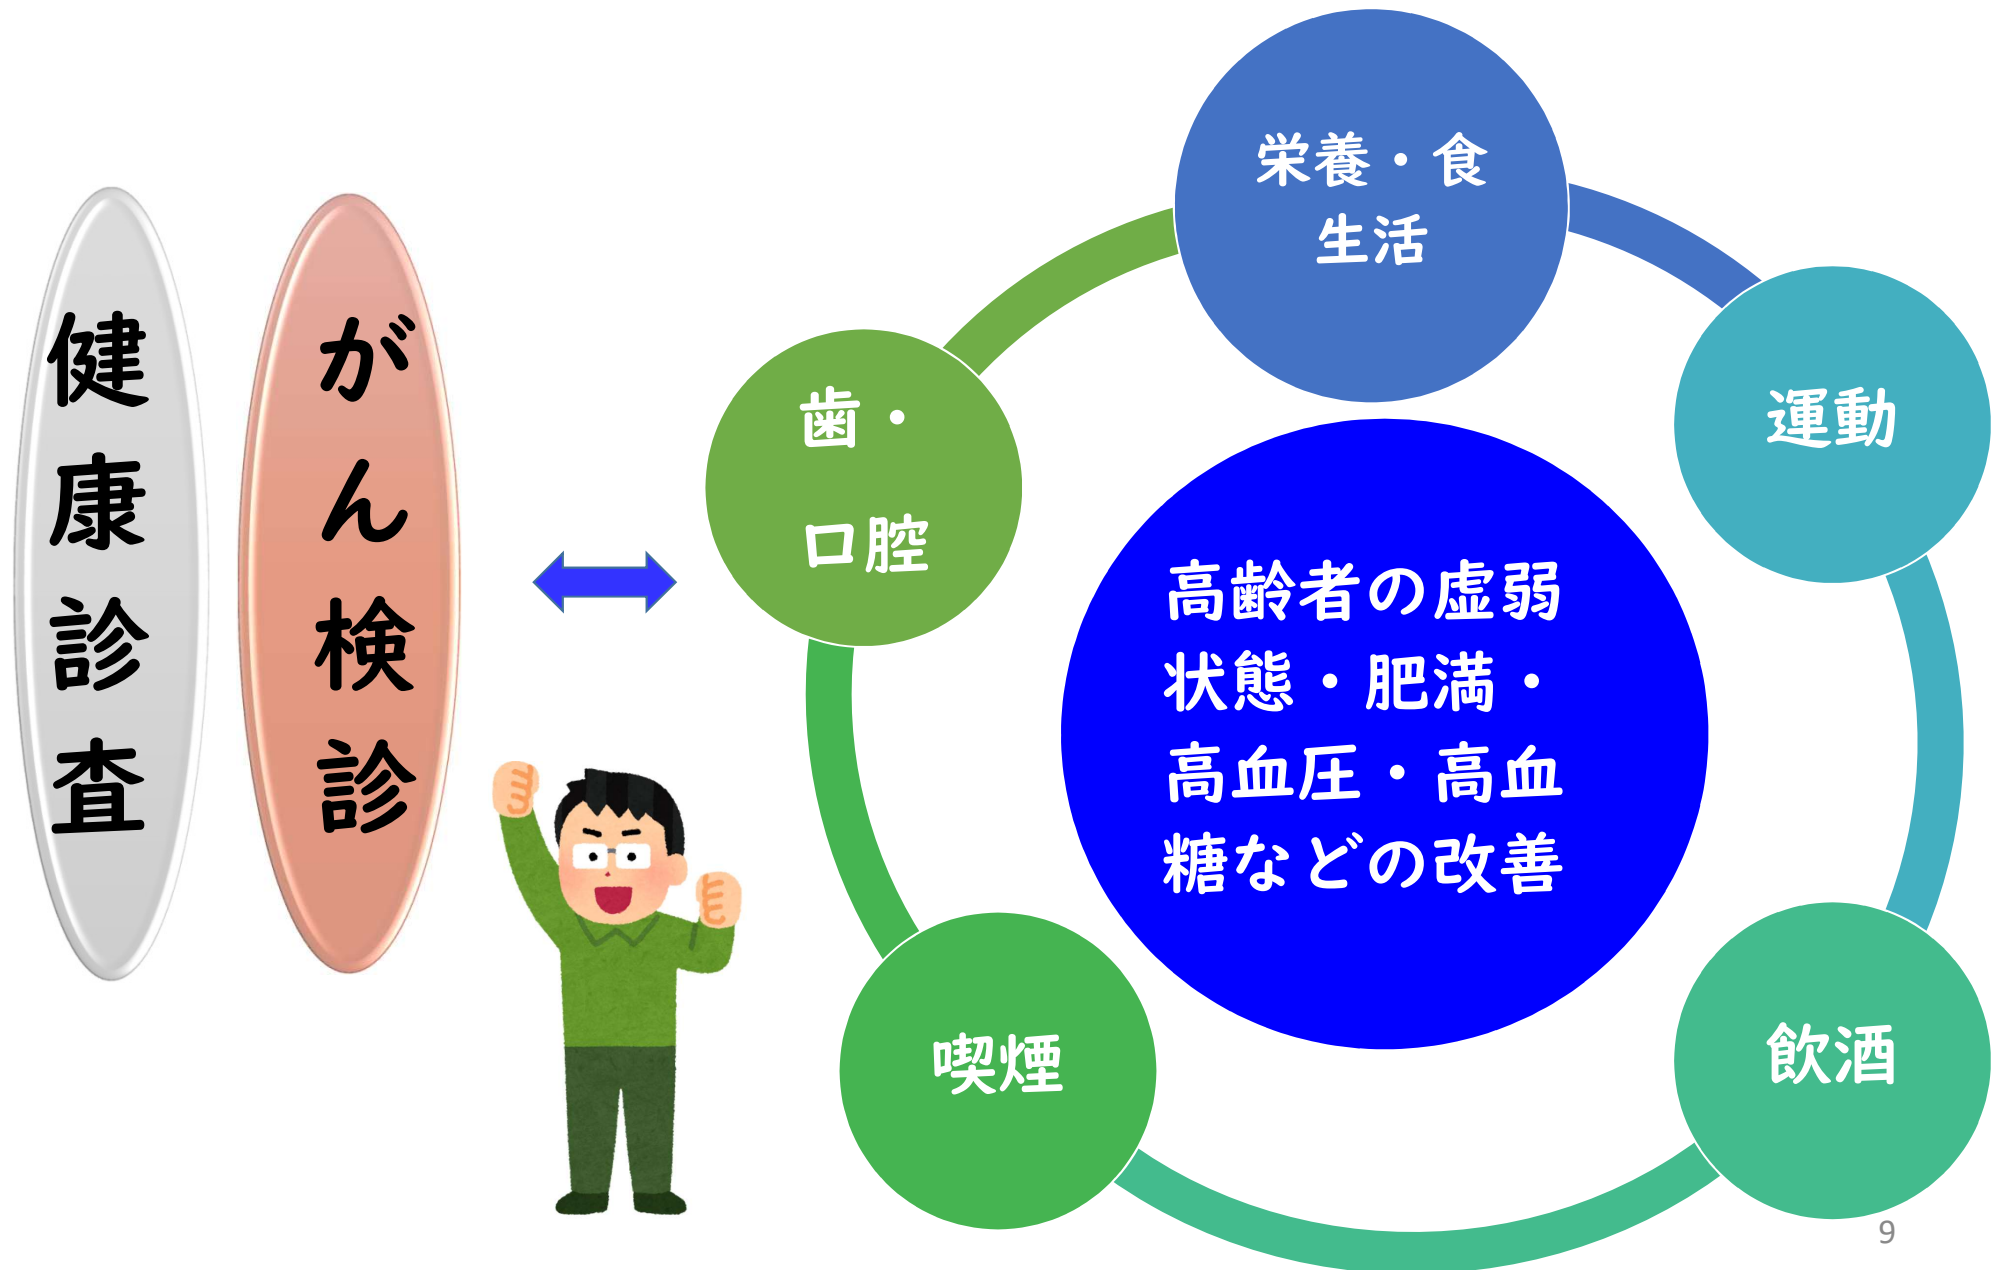 健康診査
がん検診
栄養・食
生活
運動
歯・
口腔
高齢者の虚弱
状態・肥満・
高血圧・高血
糖などの改善
喫煙
飲酒
9